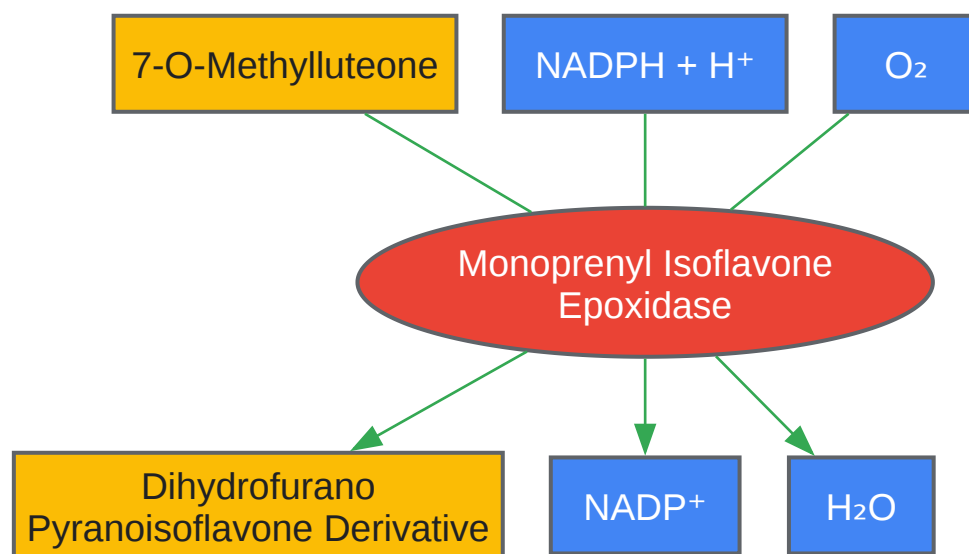 7-O-Methylluteone
NADPH + H⁺
O₂
Monoprenyl Isoflavone
Epoxidase
Dihydrofurano
Pyranoisoflavone Derivative
NADP⁺
H₂O